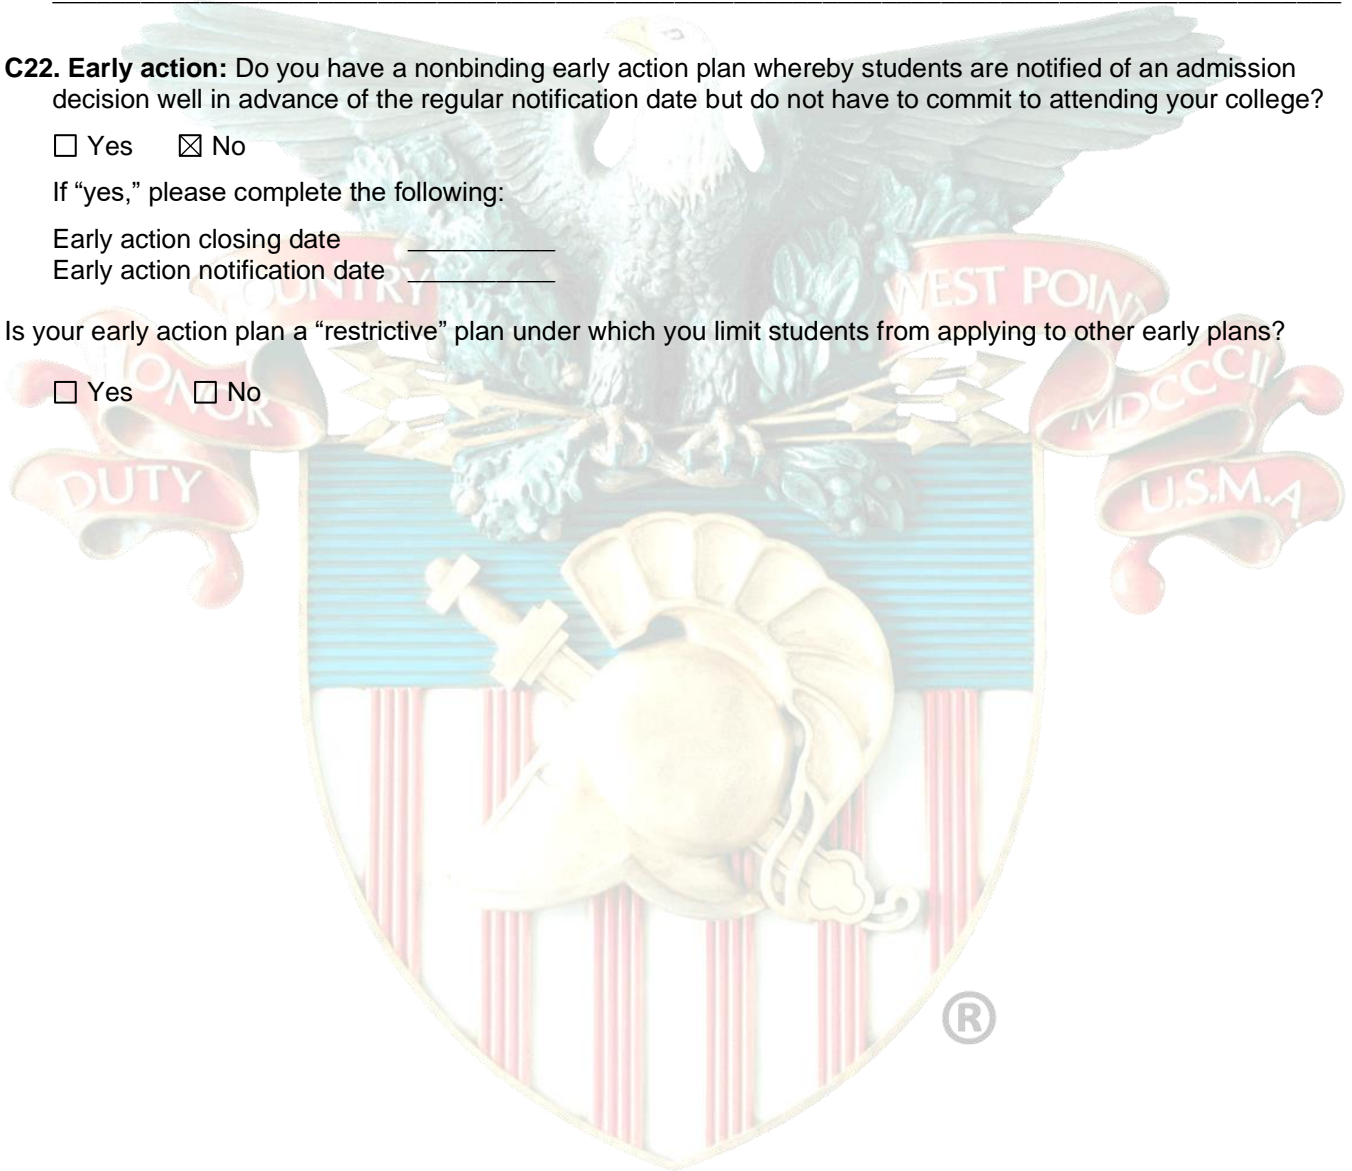 C22. Early action: Do you have a nonbinding early action plan whereby students are notified of an admission
decision well in advance of the regular notification date but do not have to commit to attending your college?
☐ Yes ☒ No
If “yes,” please complete the following:
Early action closing date __________
Early action notification date __________
COUNTRY
WEST POINT
Is your early action plan a “restrictive” plan under which you limit students from applying to other early plans?
☐ Yes ☐ No
HONOR
MDCCCII
DUTY
U.S.M.A.
®